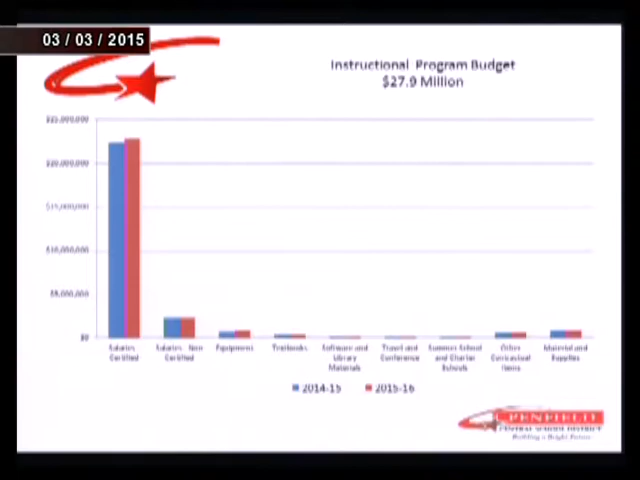 03 / 03 / 2015
Instructional Program Budget
$27.9 Million
$25,000,000
$20,000,000
$15,000,000
$10,000,000
$5,000,000
$0
Salaries Certified
Salaries Non Certified
Equipment
Textbooks
Software and Library Materials
Travel and Conference
Summer School and Charter Schools
Other Contractual Items
Material and Supplies
2014-15
2015-16
PENFIELD
CENTRAL SCHOOL DISTRICT
Building a Bright Future